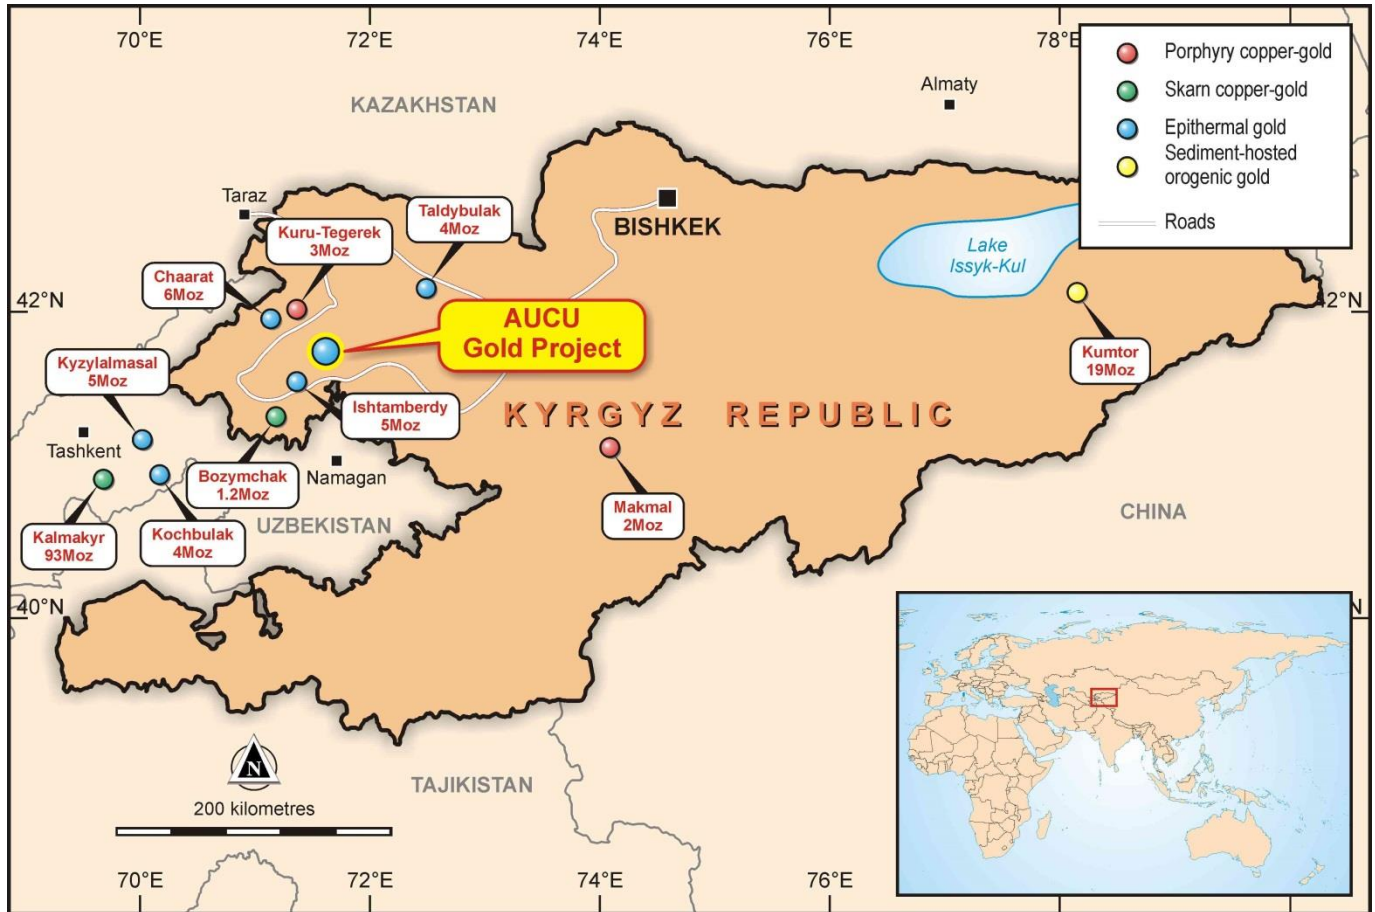 70°E
72°E
74°E
76°E
78°E
Porphyry copper-gold
Skarn copper-gold
Epithermal gold
Sediment-hosted
orogenic gold
Roads
Almaty
KAZAKHSTAN
Taraz
Taldybulak
4Moz
BISHKEK
Kuru-Tegerek
3Moz
Lake
Issyk-Kul
Chaarat
6Moz
42°N
42°N
AUCU
Gold Project
Kumtor
19Moz
Kyzylalmasal
5Moz
Ishtamberdy
5Moz
KYRGYZ REPUBLIC
Tashkent
Bozymchak
1.2Moz
Namagan
Makmal
2Moz
CHINA
UZBEKISTAN
Kalmakyr
93Moz
Kochbulak
4Moz
40°N
N
TAJIKISTAN
N
200 kilometres
70°E
72°E
74°E
76°E